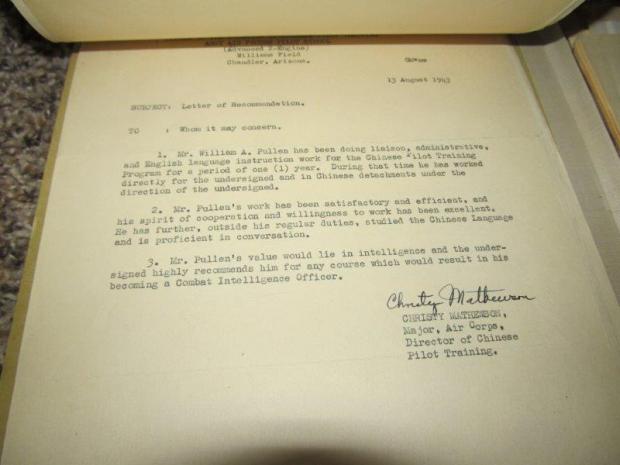 (Advanced 2-Engine)
Williams Field
Chandler, Arizona.
13 August 1943
SUBJECT: Letter of Recommendation.
TO : Whom it may concern.
1. Mr. William A. Pullen has been doing liaison, administrative,
and English language instruction work for the Chinese Pilot Training
Program for a period of one (1) year. During that time he has worked
directly for the undersigned and in Chinese detachments under the
direction of the undersigned.
2. Mr. Pullen's work has been satisfactory and efficient, and
his spirit of cooperation and willingness to work has been excellent.
He has further, outside his regular duties, studied the Chinese Language
and is proficient in conversation.
3. Mr. Pullen's value would lie in intelligence and the under-
signed highly recommends him for any course which would result in his
becoming a Combat Intelligence Officer.
Christy Mathewson
CHRISTY MATHEWSON,
Major, Air Corps,
Director of Chinese
Pilot Training.